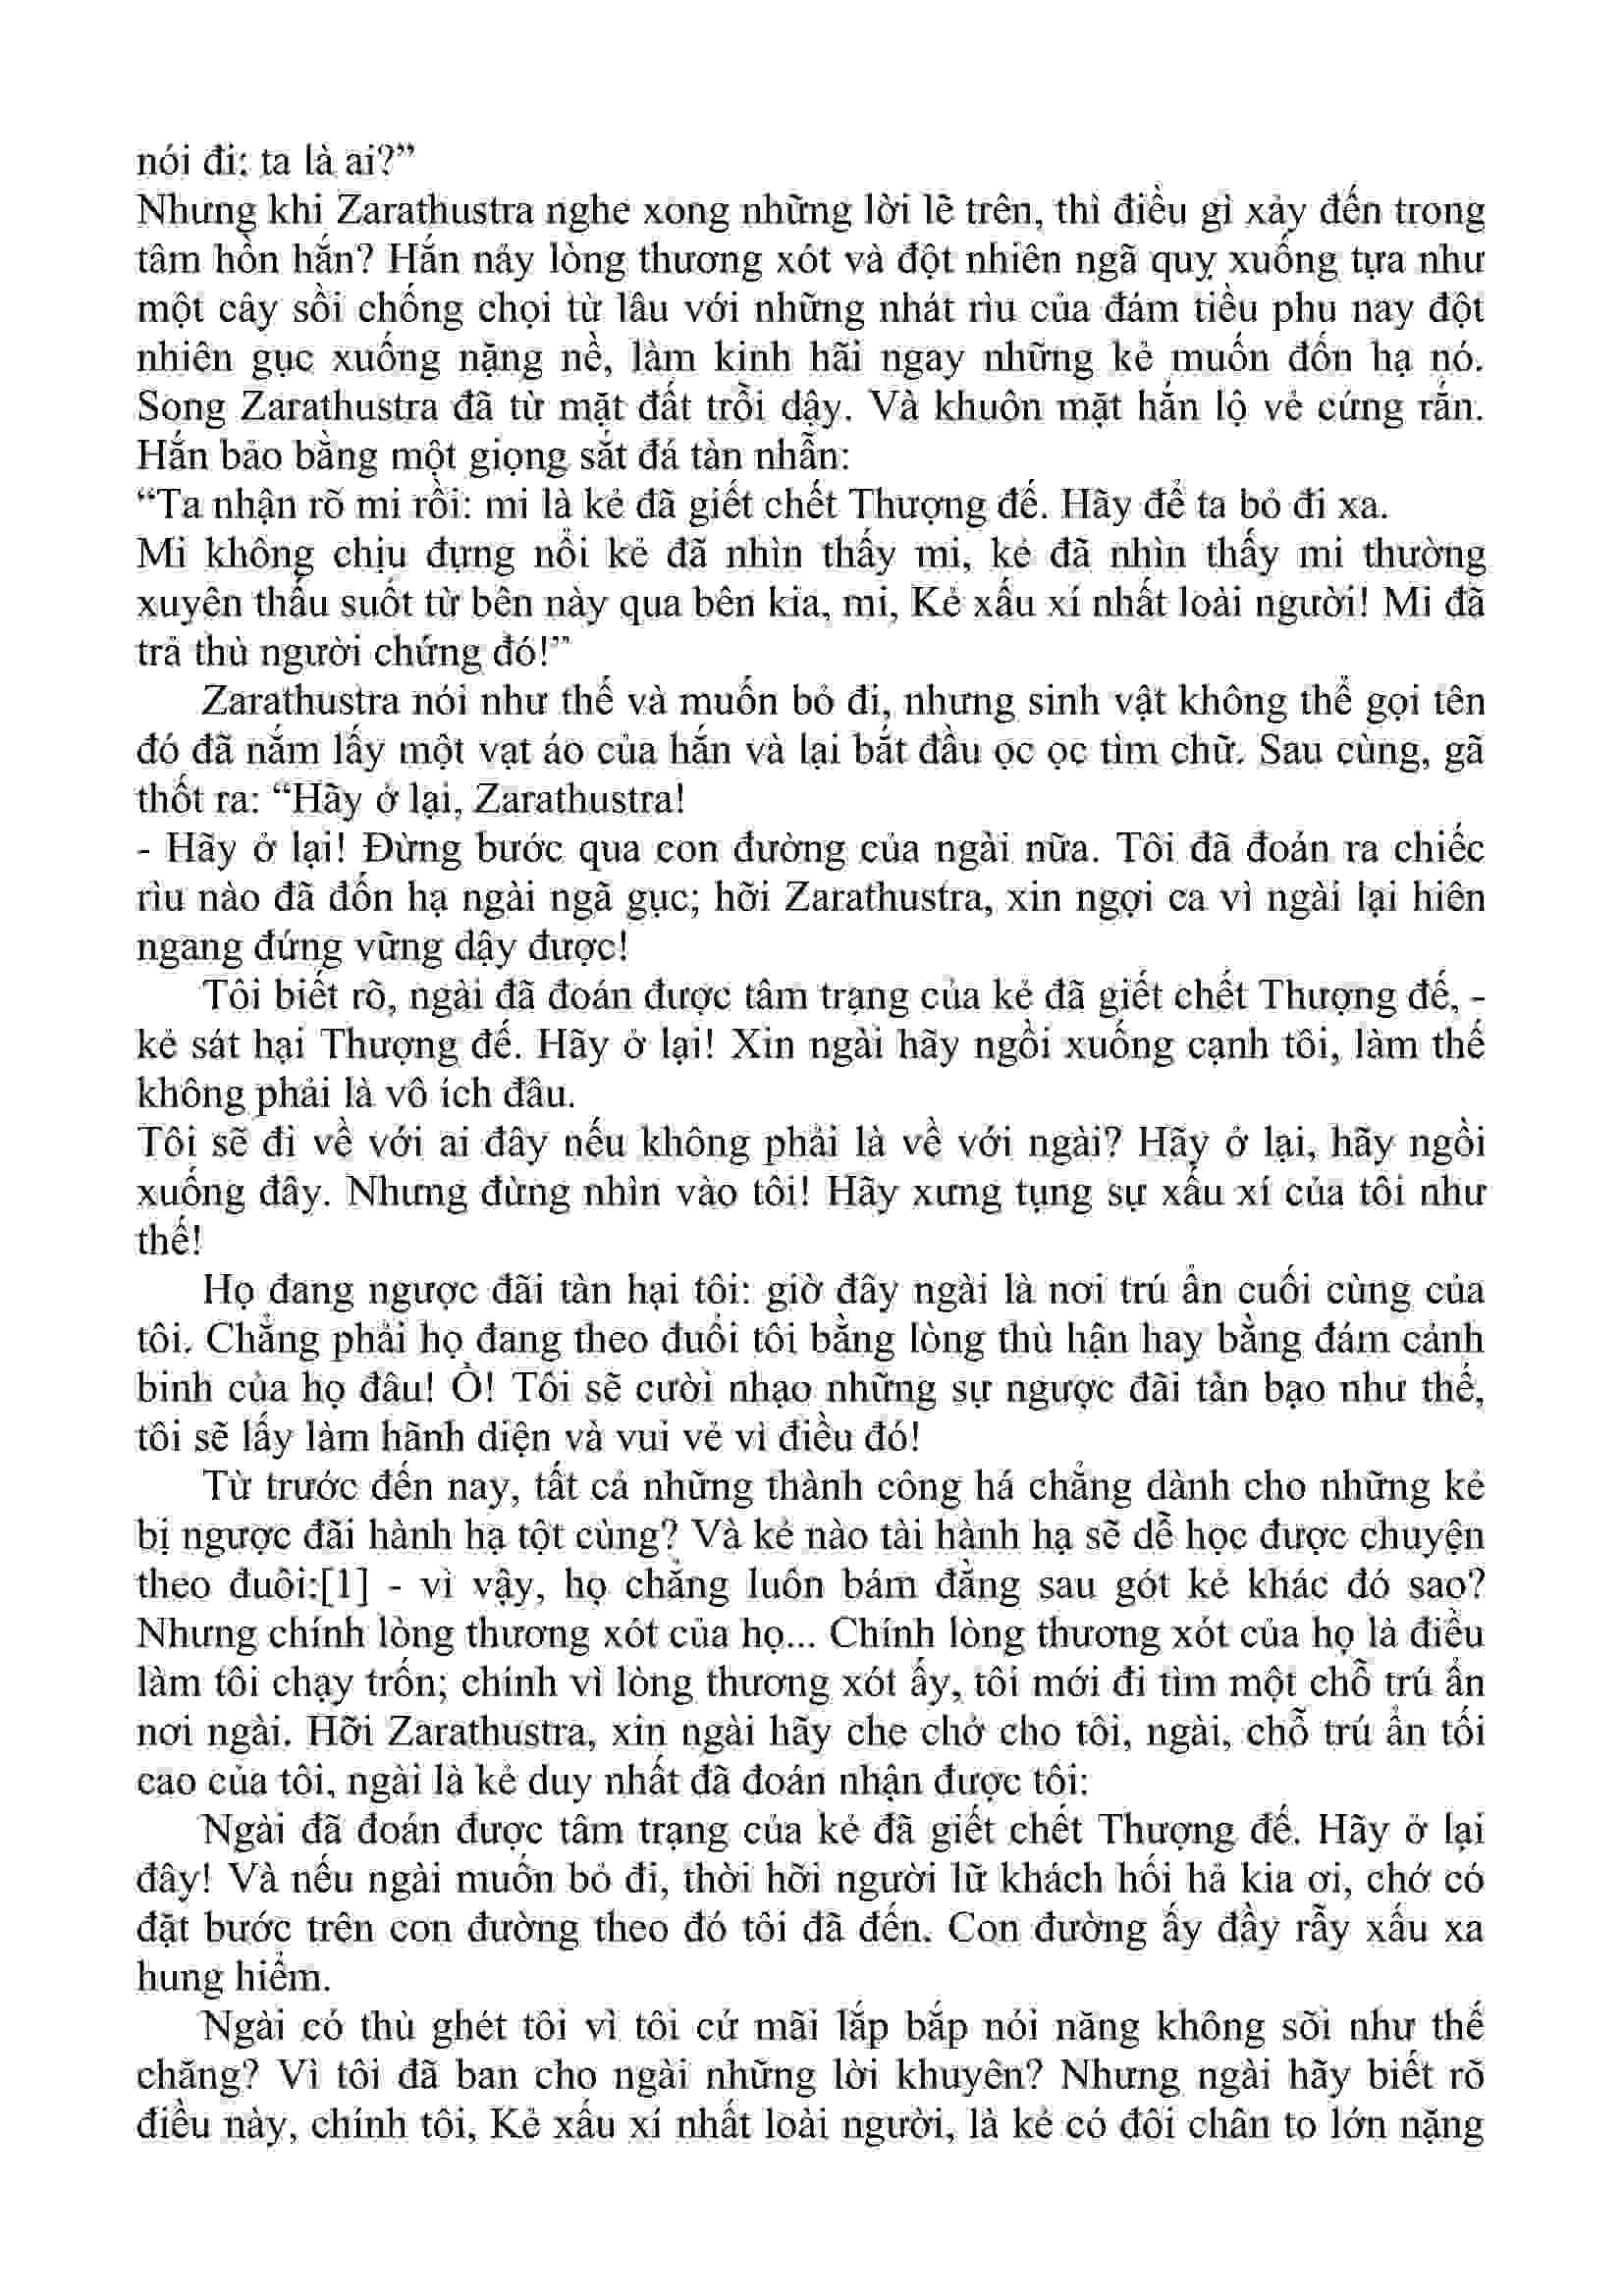 nói đi: ta là ai?”
Nhưng khi Zarathustra nghe xong những lời lẽ trên, thì điều gì xảy đến trong
tâm hồn hắn? Hắn nảy lòng thương xót và đột nhiên ngã quỵ xuống tựa như
một cây sồi chống chọi từ lâu với những nhát rìu của đám tiều phu nay đột
nhiên gục xuống nặng nề, làm kinh hãi ngay những kẻ muốn đốn hạ nó.
Song Zarathustra đã từ mặt đất trỗi dậy. Và khuôn mặt hắn lộ vẻ cứng rắn.
Hắn bảo bằng một giọng sắt đá tàn nhẫn:
“Ta nhận rõ mi rồi: mi là kẻ đã giết chết Thượng đế. Hãy để ta bỏ đi xa.
Mi không chịu đựng nổi kẻ đã nhìn thấy mi, kẻ đã nhìn thấy mi thường
xuyên thấu suốt từ bên này qua bên kia, mi, Kẻ xấu xí nhất loài người! Mi đã
trả thù người chứng đó!”
Zarathustra nói như thế và muốn bỏ đi, nhưng sinh vật không thể gọi tên
đó đã nắm lấy một vạt áo của hắn và lại bắt đầu ọc ọc tìm chữ. Sau cùng, gã
thốt ra: “Hãy ở lại, Zarathustra!
- Hãy ở lại! Đừng bước qua con đường của ngài nữa. Tôi đã đoán ra chiếc
rìu nào đã đốn hạ ngài ngã gục; hỡi Zarathustra, xin ngợi ca vì ngài lại hiên
ngang đứng vững dậy được!
Tôi biết rõ, ngài đã đoán được tâm trạng của kẻ đã giết chết Thượng đế, -
kẻ sát hại Thượng đế. Hãy ở lại! Xin ngài hãy ngồi xuống cạnh tôi, làm thế
không phải là vô ích đâu.
Tôi sẽ đi về với ai đây nếu không phải là về với ngài? Hãy ở lại, hãy ngồi
xuống đây. Nhưng đừng nhìn vào tôi! Hãy xưng tụng sự xấu xí của tôi như
thế!
Họ đang ngược đãi tàn hại tôi: giờ đây ngài là nơi trú ẩn cuối cùng của
tôi. Chẳng phải họ đang theo đuổi tôi bằng lòng thù hận hay bằng đám cảnh
binh của họ đâu! Ồ! Tôi sẽ cười nhạo những sự ngược đãi tàn bạo như thế,
tôi sẽ lấy làm hãnh diện và vui vẻ vì điều đó!
Từ trước đến nay, tất cả những thành công há chẳng dành cho những kẻ
bị ngược đãi hành hạ tột cùng? Và kẻ nào tài hành hạ sẽ dễ học được chuyện
theo đuôi:[1] - vì vậy, họ chẳng luôn bám đằng sau gót kẻ khác đó sao?
Nhưng chính lòng thương xót của họ... Chính lòng thương xót của họ là điều
làm tôi chạy trốn; chính vì lòng thương xót ấy, tôi mới đi tìm một chỗ trú ẩn
nơi ngài. Hỡi Zarathustra, xin ngài hãy che chở cho tôi, ngài, chỗ trú ẩn tối
cao của tôi, ngài là kẻ duy nhất đã đoán nhận được tôi:
Ngài đã đoán được tâm trạng của kẻ đã giết chết Thượng đế. Hãy ở lại
đây! Và nếu ngài muốn bỏ đi, thời hỡi người lữ khách hối hả kia ơi, chớ có
đặt bước trên con đường theo đó tôi đã đến. Con đường ấy đầy rẫy xấu xa
hung hiểm.
Ngài có thù ghét tôi vì tôi cứ mãi lắp bắp nói năng không sõi như thế
chăng? Vì tôi đã ban cho ngài những lời khuyên? Nhưng ngài hãy biết rõ
điều này, chính tôi, Kẻ xấu xí nhất loài người, là kẻ có đôi chân to lớn nặng